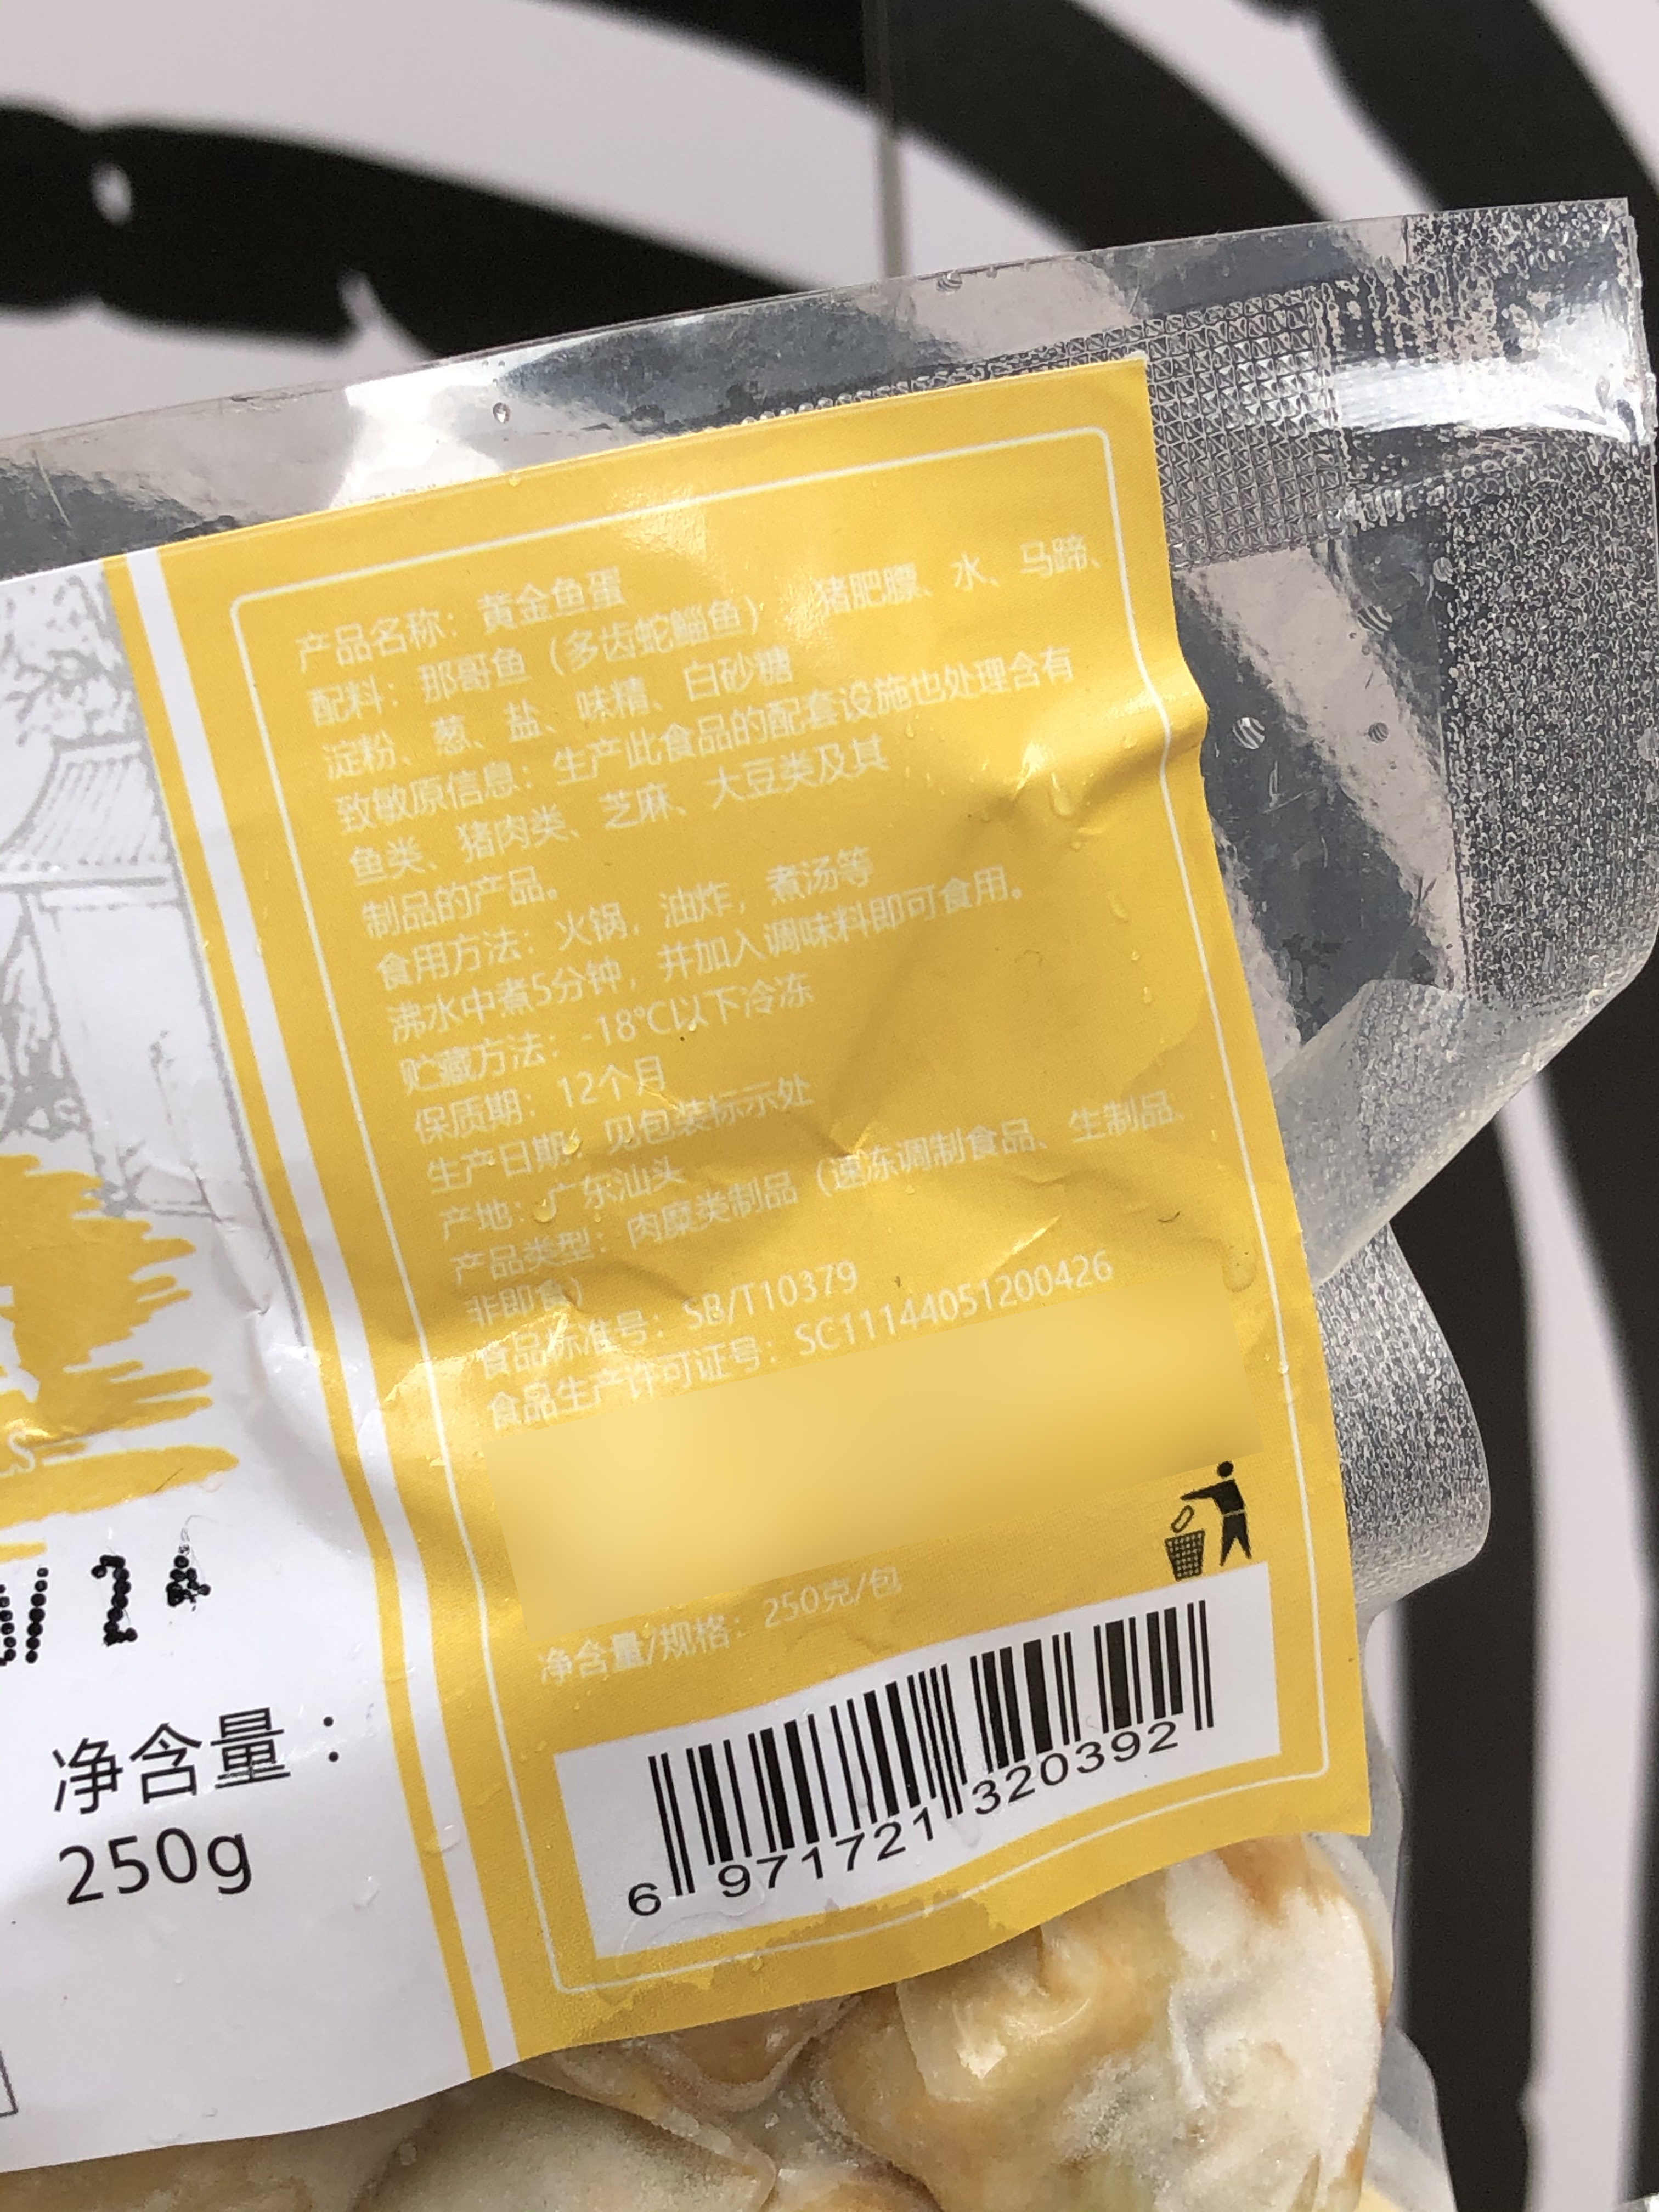 产品名称：黄金鱼蛋
配料：那哥鱼（多齿蛇鲻鱼） 猪肥膘、水、马蹄、
淀粉、葱、盐、味精、白砂糖
致敏原信息：生产此食品的配套设施也处理含有
鱼类、猪肉类、芝麻、大豆类及其
制品的产品。
食用方法：火锅，油炸，煮汤等
沸水中煮5分钟，并加入调味料即可食用。
贮藏方法：-18℃以下冷冻
保质期：12个月
生产日期：见包装标示处
产地：广东汕头
产品类型：肉糜类制品（速冻调制食品、生制品、
非即食）
食品标准号：SB/T10379
食品生产许可证号：SC11144051200426
净含量/规格：250克/包
6 971721 320392
净含量：
250g